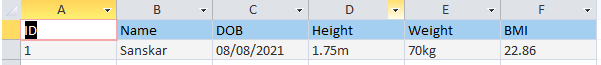 A B C D E F
ID Name DOB Height Weight BMI
1 Sanskar 08/08/2021 1.75m 70kg 22.86